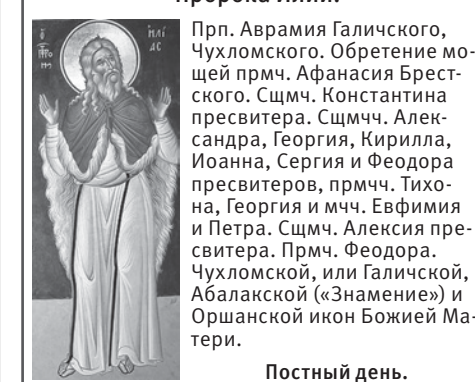 Пророка Илии.
ΗΛΙ
ΑС
Прп. Аврамия Галичского,
Чухломского. Обретение мо-
щей прмч. Афанасия Брест-
ского. Сщмч. Константина
пресвитера. Сщмчч. Алек-
сандра, Георгия, Кирилла,
Иоанна, Сергия и Феодора
пресвитеров, прмчч. Тихо-
на, Георгия и мчч. Евфимия
и Петра. Сщмч. Алексия пре-
свитера. Прмч. Феодора.
Чухломской, или Галичской,
Абалакской («Знамение») и
Оршанской икон Божией Ма-
тери.
Постный день.